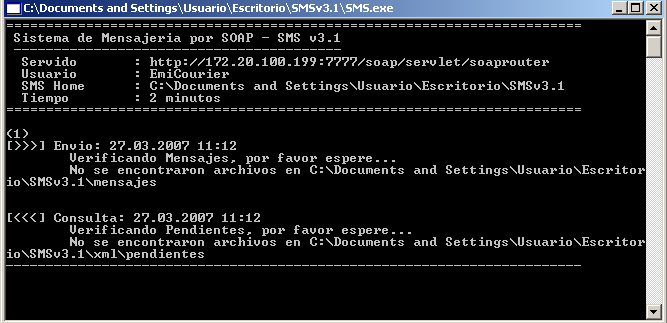 C:\Documents and Settings\Usuario\Escritorio\SMSv3.1\SMS.exe
================================================================
Sistema de Mensajeria por SOAP - SMS v3.1
-----------------------------------------
Servido : http://172.20.100.199:7777/soap/servlet/soaprouter
Usuario : EmiCourier
SMS Home : C:\Documents and Settings\Usuario\Escritorio\SMSv3.1
Tiempo : 2 minutos
================================================================
(1)
[>>>] Envio: 27.03.2007 11:12
Verificando Mensajes, por favor espere...
No se encontraron archivos en C:\Documents and Settings\Usuario\Escritor
io\SMSv3.1\mensajes
[<<<] Consulta: 27.03.2007 11:12
Verificando Pendientes, por favor espere...
No se encontraron archivos en C:\Documents and Settings\Usuario\Escritor
io\SMSv3.1\xml\pendientes
----------------------------------------------------------------